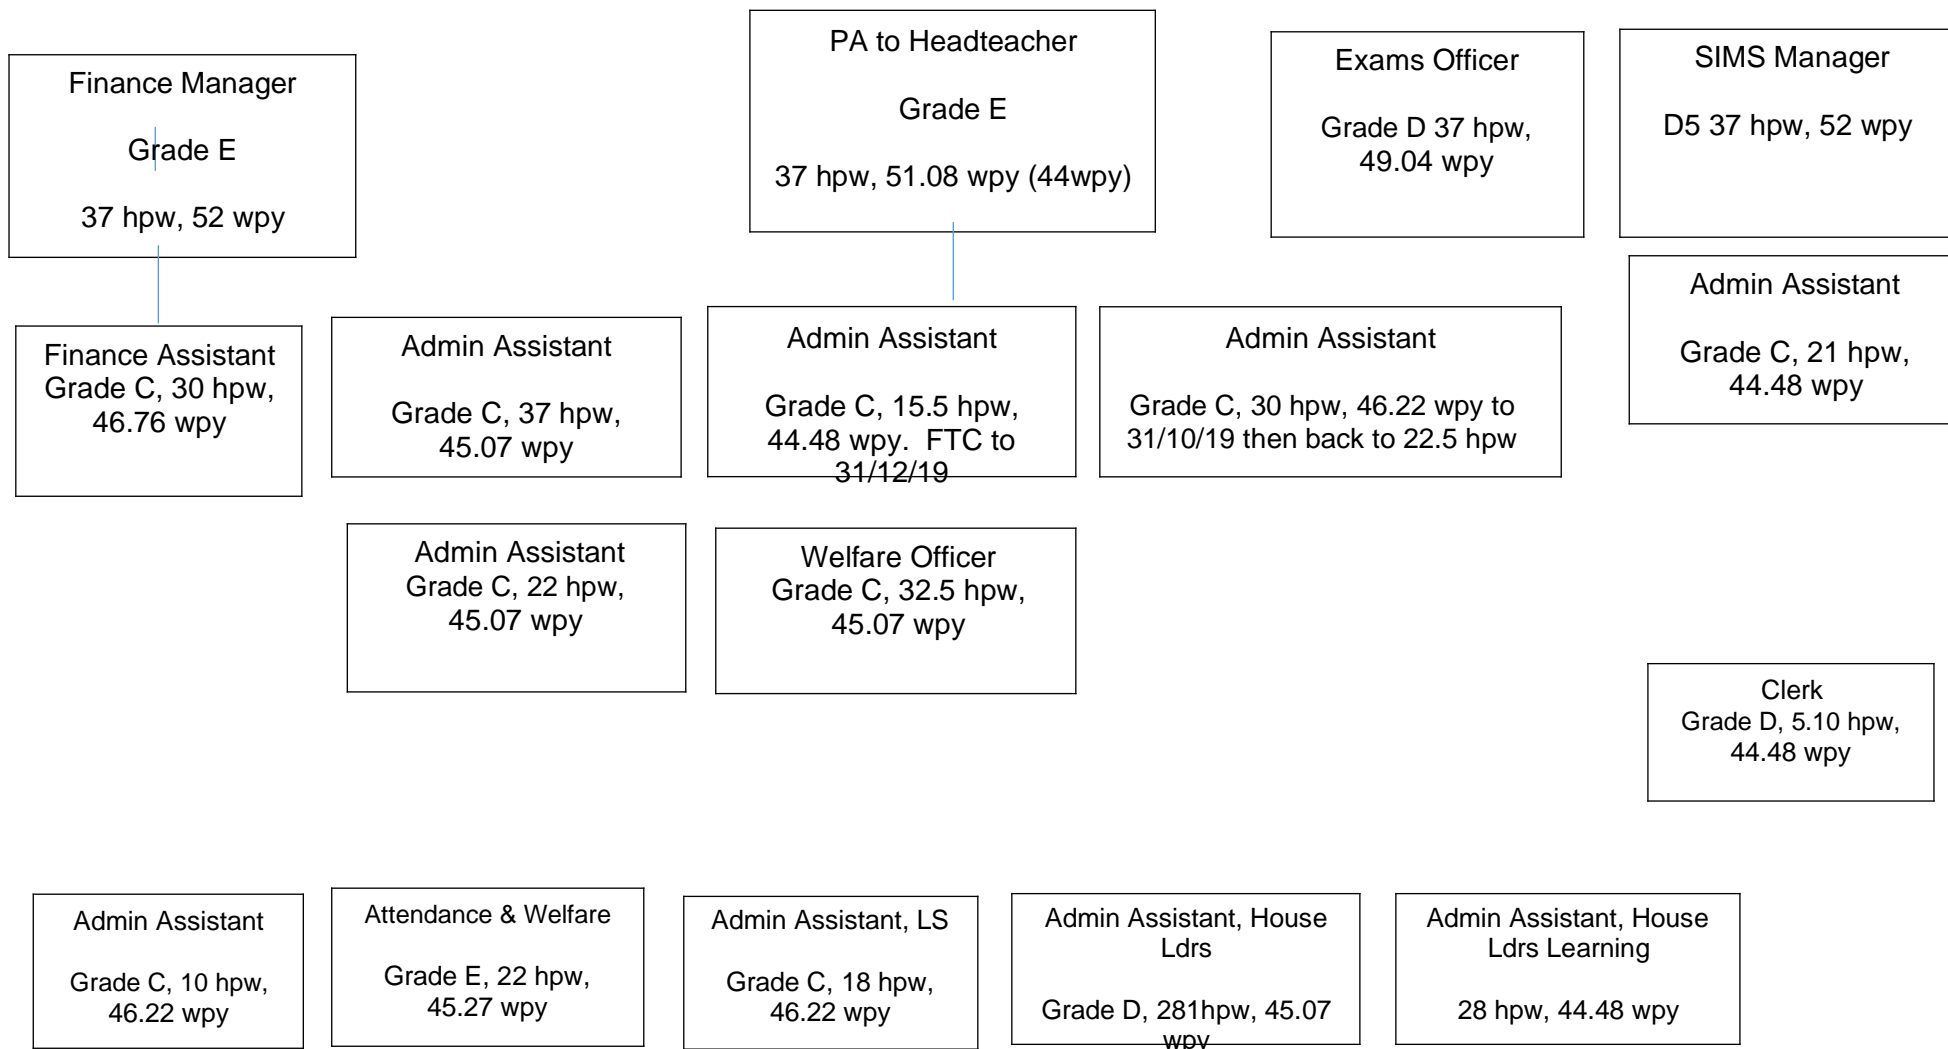 Finance Manager
Grade E
37 hpw, 52 wpy
PA to Headteacher
Grade E
37 hpw, 51.08 wpy (44wpy)
Exams Officer
Grade D 37 hpw,
49.04 wpy
SIMS Manager
D5 37 hpw, 52 wpy
Finance Assistant
Grade C, 30 hpw,
46.76 wpy
Admin Assistant
Grade C, 37 hpw,
45.07 wpy
Admin Assistant
Grade C, 15.5 hpw,
44.48 wpy.  FTC to
31/12/19
Admin Assistant
Grade C, 30 hpw, 46.22 wpy to
31/10/19 then back to 22.5 hpw
Admin Assistant
Grade C, 21 hpw,
44.48 wpy
Admin Assistant
Grade C, 22 hpw,
45.07 wpy
Welfare Officer
Grade C, 32.5 hpw,
45.07 wpy
Clerk
Grade D, 5.10 hpw,
44.48 wpy
Admin Assistant
Grade C, 10 hpw,
46.22 wpy
Attendance & Welfare
Grade E, 22 hpw,
45.27 wpy
Admin Assistant, LS
Grade C, 18 hpw,
46.22 wpy
Admin Assistant, House
Ldrs
Grade D, 281hpw, 45.07
wpy
Admin Assistant, House
Ldrs Learning
28 hpw, 44.48 wpy